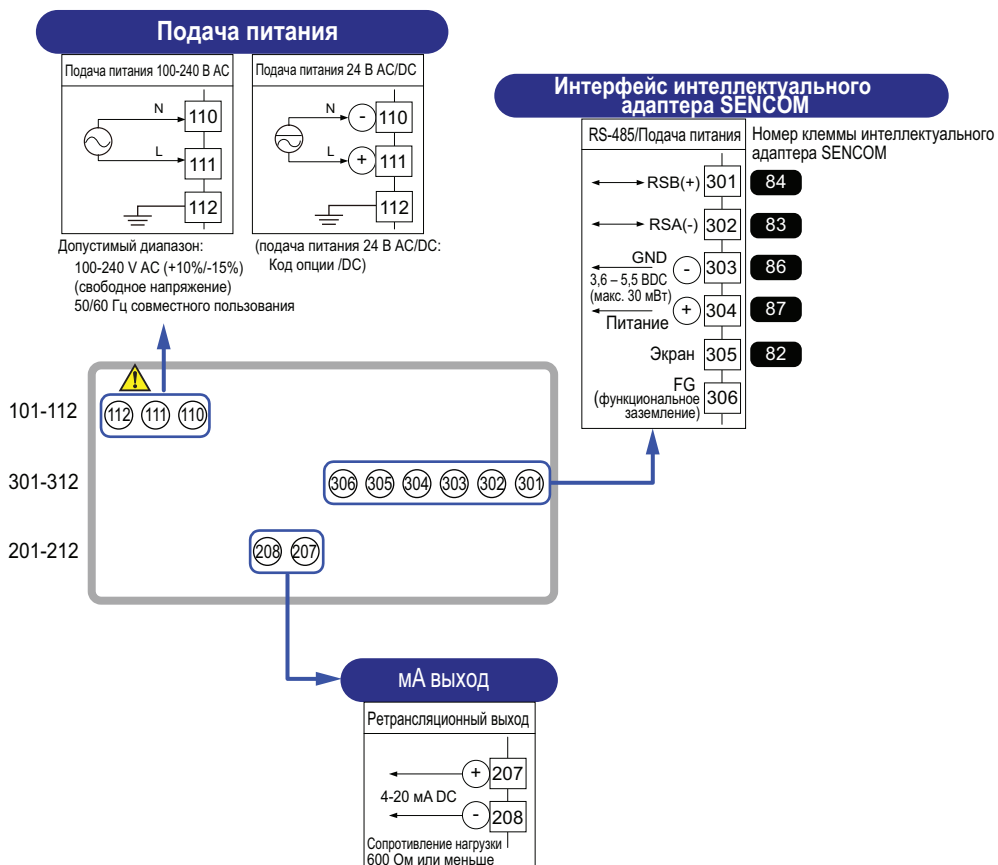 Подача питания
Подача питания 100-240 В AC
N
110
L
111
112
Допустимый диапазон:
100-240 V AC (+10%/-15%)
(свободное напряжение)
50/60 Гц совместного пользования
Подача питания 24 В AC/DC
N
-
110
L
+
111
112
(подача питания 24 В AC/DC:
Код опции /DC)
Интерфейс интеллектуального
адаптера SENCOM
RS-485/Подача питания
Номер клеммы интеллектуального
адаптера SENCOM
RSB(+) 301 84
RSA(-) 302 83
GND
- 303 86
3,6 – 5,5 ВDC
(макс. 30 мВт)
+ 304 87
Питание
Экран 305 82
FG
(функциональное
заземление)
306
101-112
112 111 110
301-312
306 305 304 303 302 301
201-212
208 207
мА выход
Ретрансляционный выход
+ 207
4-20 мА DC
- 208
Сопротивление нагрузки
600 Ом или меньше